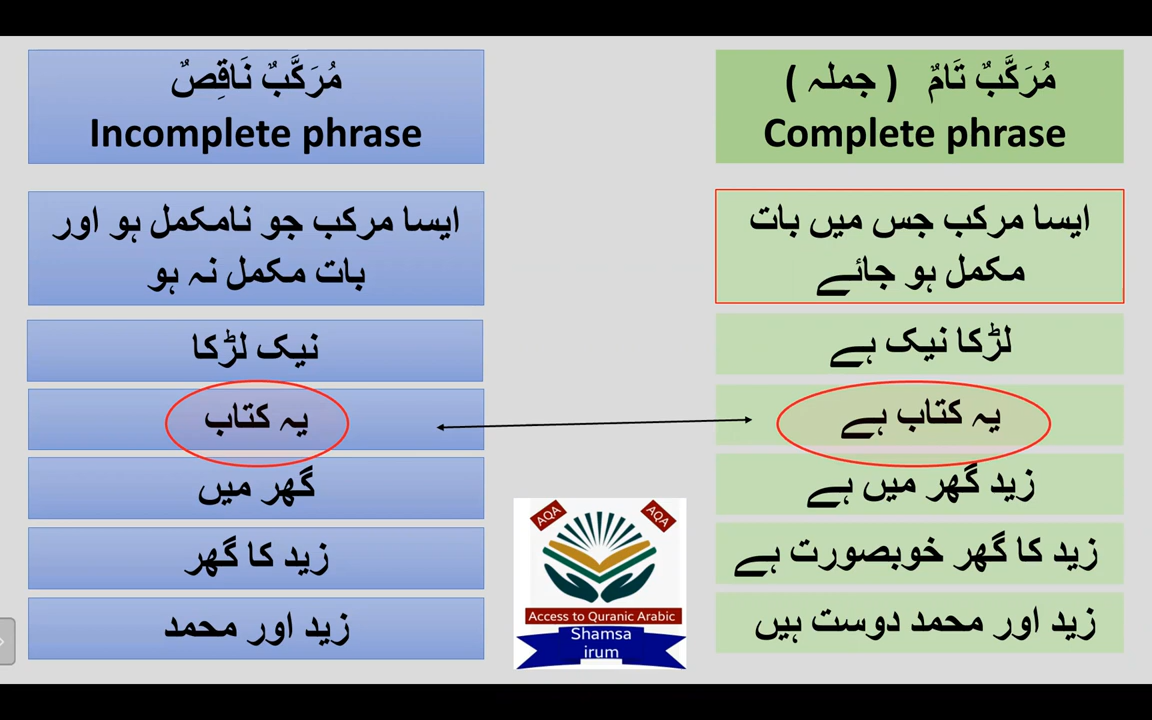 مُرَكَّبٌ تَامٌ ( جملہ )
Complete phrase
ایسا مرکب جس میں بات
مکمل ہو جائے
لڑکا نیک ہے
یہ کتاب ہے
زید گھر میں ہے
زید کا گھر خوبصورت ہے
زید اور محمد دوست ہیں
مُرَكَّبٌ نَاقِصٌ
Incomplete phrase
ایسا مرکب جو نامکمل ہو اور
بات مکمل نہ ہو
نیک لڑکا
یہ کتاب
گھر میں
زید کا گھر
زید اور محمد
AQA
AQA
Access to Quranic Arabic
Shamsa
irum